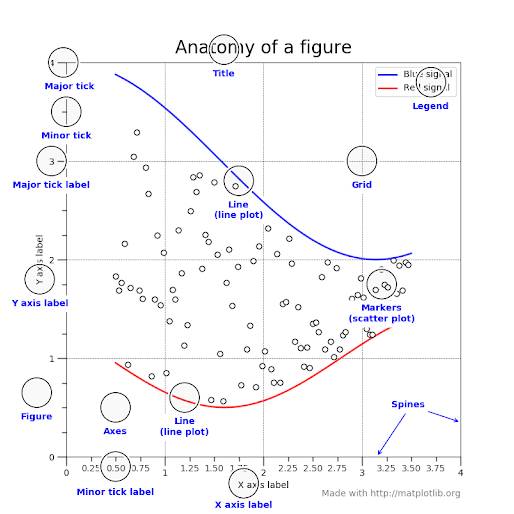 Anatomy of a figure
Title
4
Major tick
Blue signal
Red signal
Legend
Minor tick
3
Major tick label
Grid
Line
(line plot)
2
Y axis label
Y axis label
Markers
(scatter plot)
1
Figure
Axes
Line
(line plot)
Spines
0
0 0.25 0.50 0.75 1 1.25 1.50 1.75 2 2.25 2.50 2.75 3 3.25 3.50 3.75 4
Minor tick label
X axis label
X axis label
Made with http://matplotlib.org